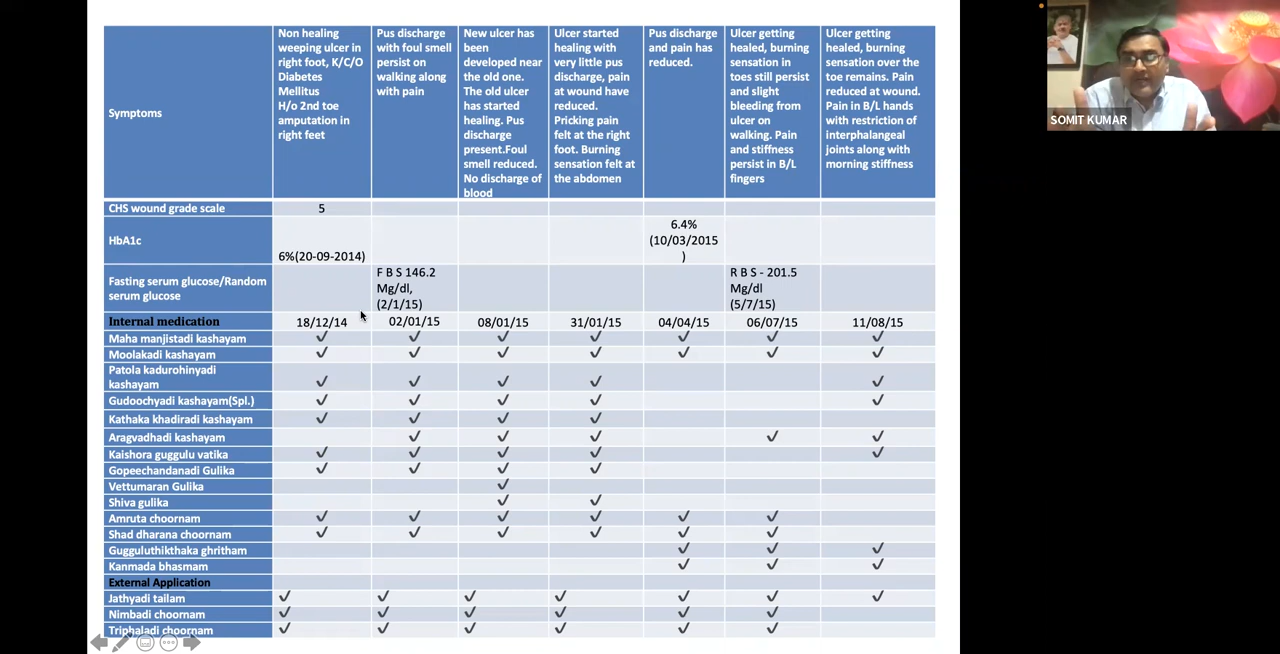 Symptoms
Non healing
weeping ulcer in
right foot, K/C/O
Diabetes
Mellitus
H/o 2nd toe
amputation in
right feet
Pus discharge
with foul smell
persist on
walking along
with pain
New ulcer has
been
developed near
the old one.
The old ulcer
has started
healing. Pus
discharge
present.Foul
smell reduced.
No discharge of
blood
Ulcer started
healing with
very little pus
discharge, pain
at wound have
reduced.
Pricking pain
felt at the right
foot. Burning
sensation felt at
the abdomen
Pus discharge
and pain has
reduced.
Ulcer getting
healed, burning
sensation in
toes still persist
and slight
bleeding from
ulcer on
walking. Pain
and stiffness
persist in B/L
fingers
Ulcer getting
healed, burning
sensation over the
toe remains. Pain
reduced at wound.
Pain in B/L hands
with restriction of
interphalangeal
joints along with
morning stiffness
CHS wound grade scale
5
HbA1c
6%(20-09-2014)
6.4%
(10/03/2015
)
Fasting serum glucose/Random
serum glucose
F B S 146.2
Mg/dl,
(2/1/15)
R B S - 201.5
Mg/dl
(5/7/15)
Internal medication 18/12/14 02/01/15 08/01/15 31/01/15 04/04/15 06/07/15 11/08/15
Maha manjistadi kashayam ✓ ✓ ✓ ✓ ✓ ✓ ✓
Moolakadi kashayam ✓ ✓ ✓ ✓ ✓ ✓ ✓
Patola kadurohinyadi
kashayam ✓ ✓ ✓ ✓ ✓
Gudoochyadi kashayam(Spl.) ✓ ✓ ✓ ✓ ✓
Kathaka khadiradi kashayam ✓ ✓ ✓ ✓
Aragvadhadi kashayam ✓ ✓ ✓ ✓ ✓
Kaishora guggulu vatika ✓ ✓ ✓ ✓ ✓
Gopeechandanadi Gulika ✓ ✓ ✓ ✓
Vettumaran Gulika ✓
Shiva gulika ✓ ✓
Amruta choornam ✓ ✓ ✓ ✓ ✓ ✓
Shad dharana choornam ✓ ✓ ✓ ✓ ✓ ✓
Gugguluthikthaka ghritham ✓ ✓ ✓
Kanmada bhasmam ✓ ✓ ✓
External Application
Jathyadi tailam ✓ ✓ ✓ ✓ ✓ ✓ ✓
Nimbadi choornam ✓ ✓ ✓ ✓ ✓ ✓
Triphaladi choornam ✓ ✓ ✓ ✓ ✓ ✓
SOMIT KUMAR